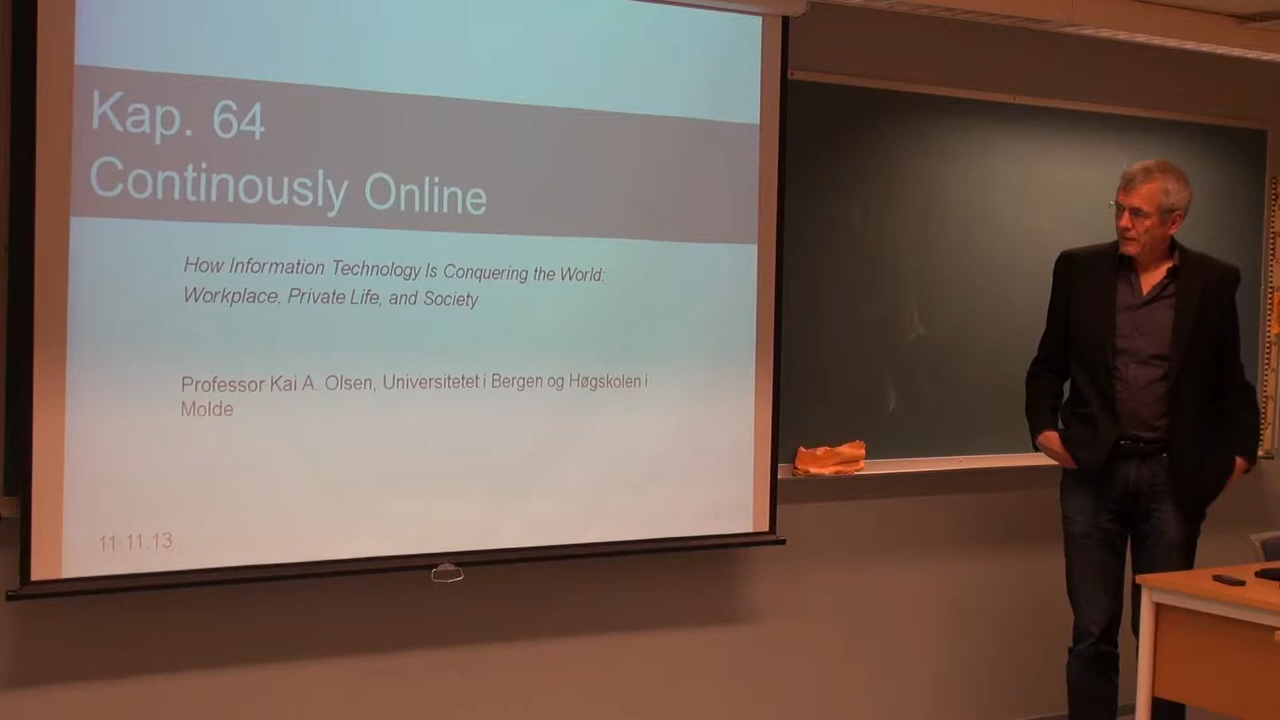 Kap. 64
Continously Online
How Information Technology Is Conquering the World:
Workplace, Private Life, and Society
Professor Kai A. Olsen, Universitetet i Bergen og Høgskolen i
Molde
11 11.13